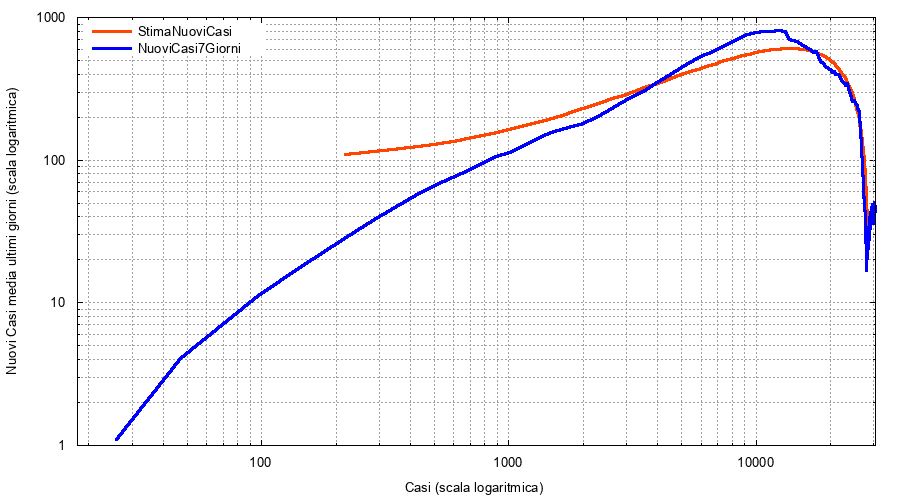 1000
100
10
1
StimaNuoviCasi
NuoviCasi7Giorni
Nuovi Casi media ultimi giorni (scala logaritmica)
100
1000
10000
Casi (scala logaritmica)